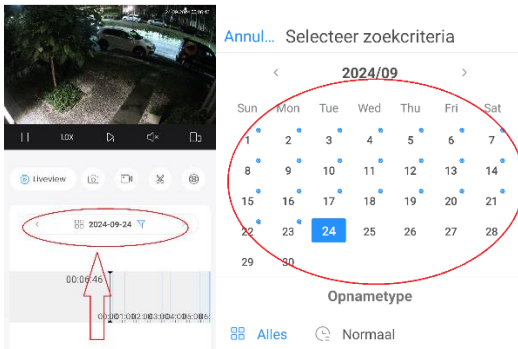 LDX
Liveview
2024-09-24
00:06:46
Annul... Selecteer zoekcriteria
2024/09
Sun Mon Tue Wed Thu Fri Sat
1 2 3 4 5 6 7
8 9 10 11 12 13 14
15 16 17 18 19 20 21
22 23 24 25 26 27 28
29 30
Opnametype
Alles Normaal